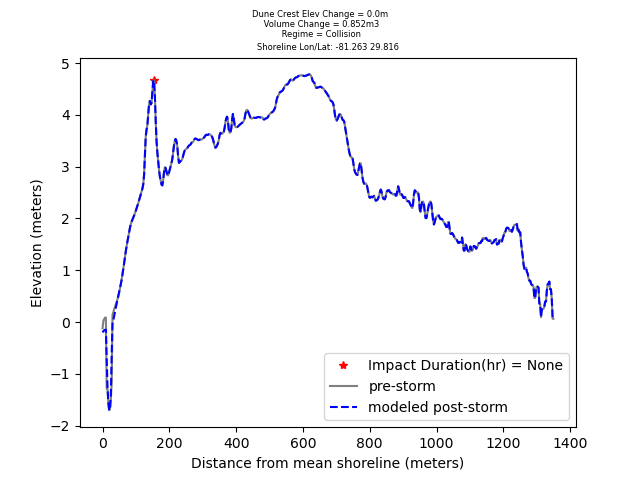 Dune Crest Elev Change = 0.0m
Volume Change = 0.852m3
Regime = Collision
Shoreline Lon/Lat: -81.263 29.816
Elevation (meters)
5
4
3
2
1
0
−1
−2
Impact Duration(hr) = None
pre-storm
modeled post-storm
0 200 400 600 800 1000 1200 1400
Distance from mean shoreline (meters)